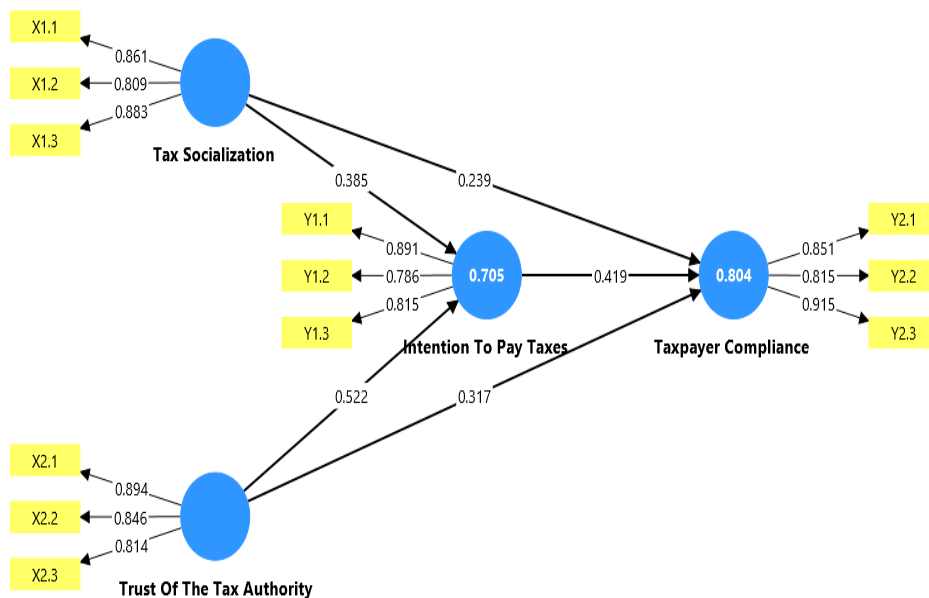 X1.1
0.861
X1.2
0.809
X1.3
0.883
Tax Socialization
0.385
0.239
Y1.1
0.891
Y1.2
0.786
Y1.3
0.815
0.705
Intention To Pay Taxes
0.419
0.804
Taxpayer Compliance
0.851
Y2.1
0.815
Y2.2
0.915
Y2.3
0.522
0.317
X2.1
0.894
X2.2
0.846
X2.3
0.814
Trust Of The Tax Authority